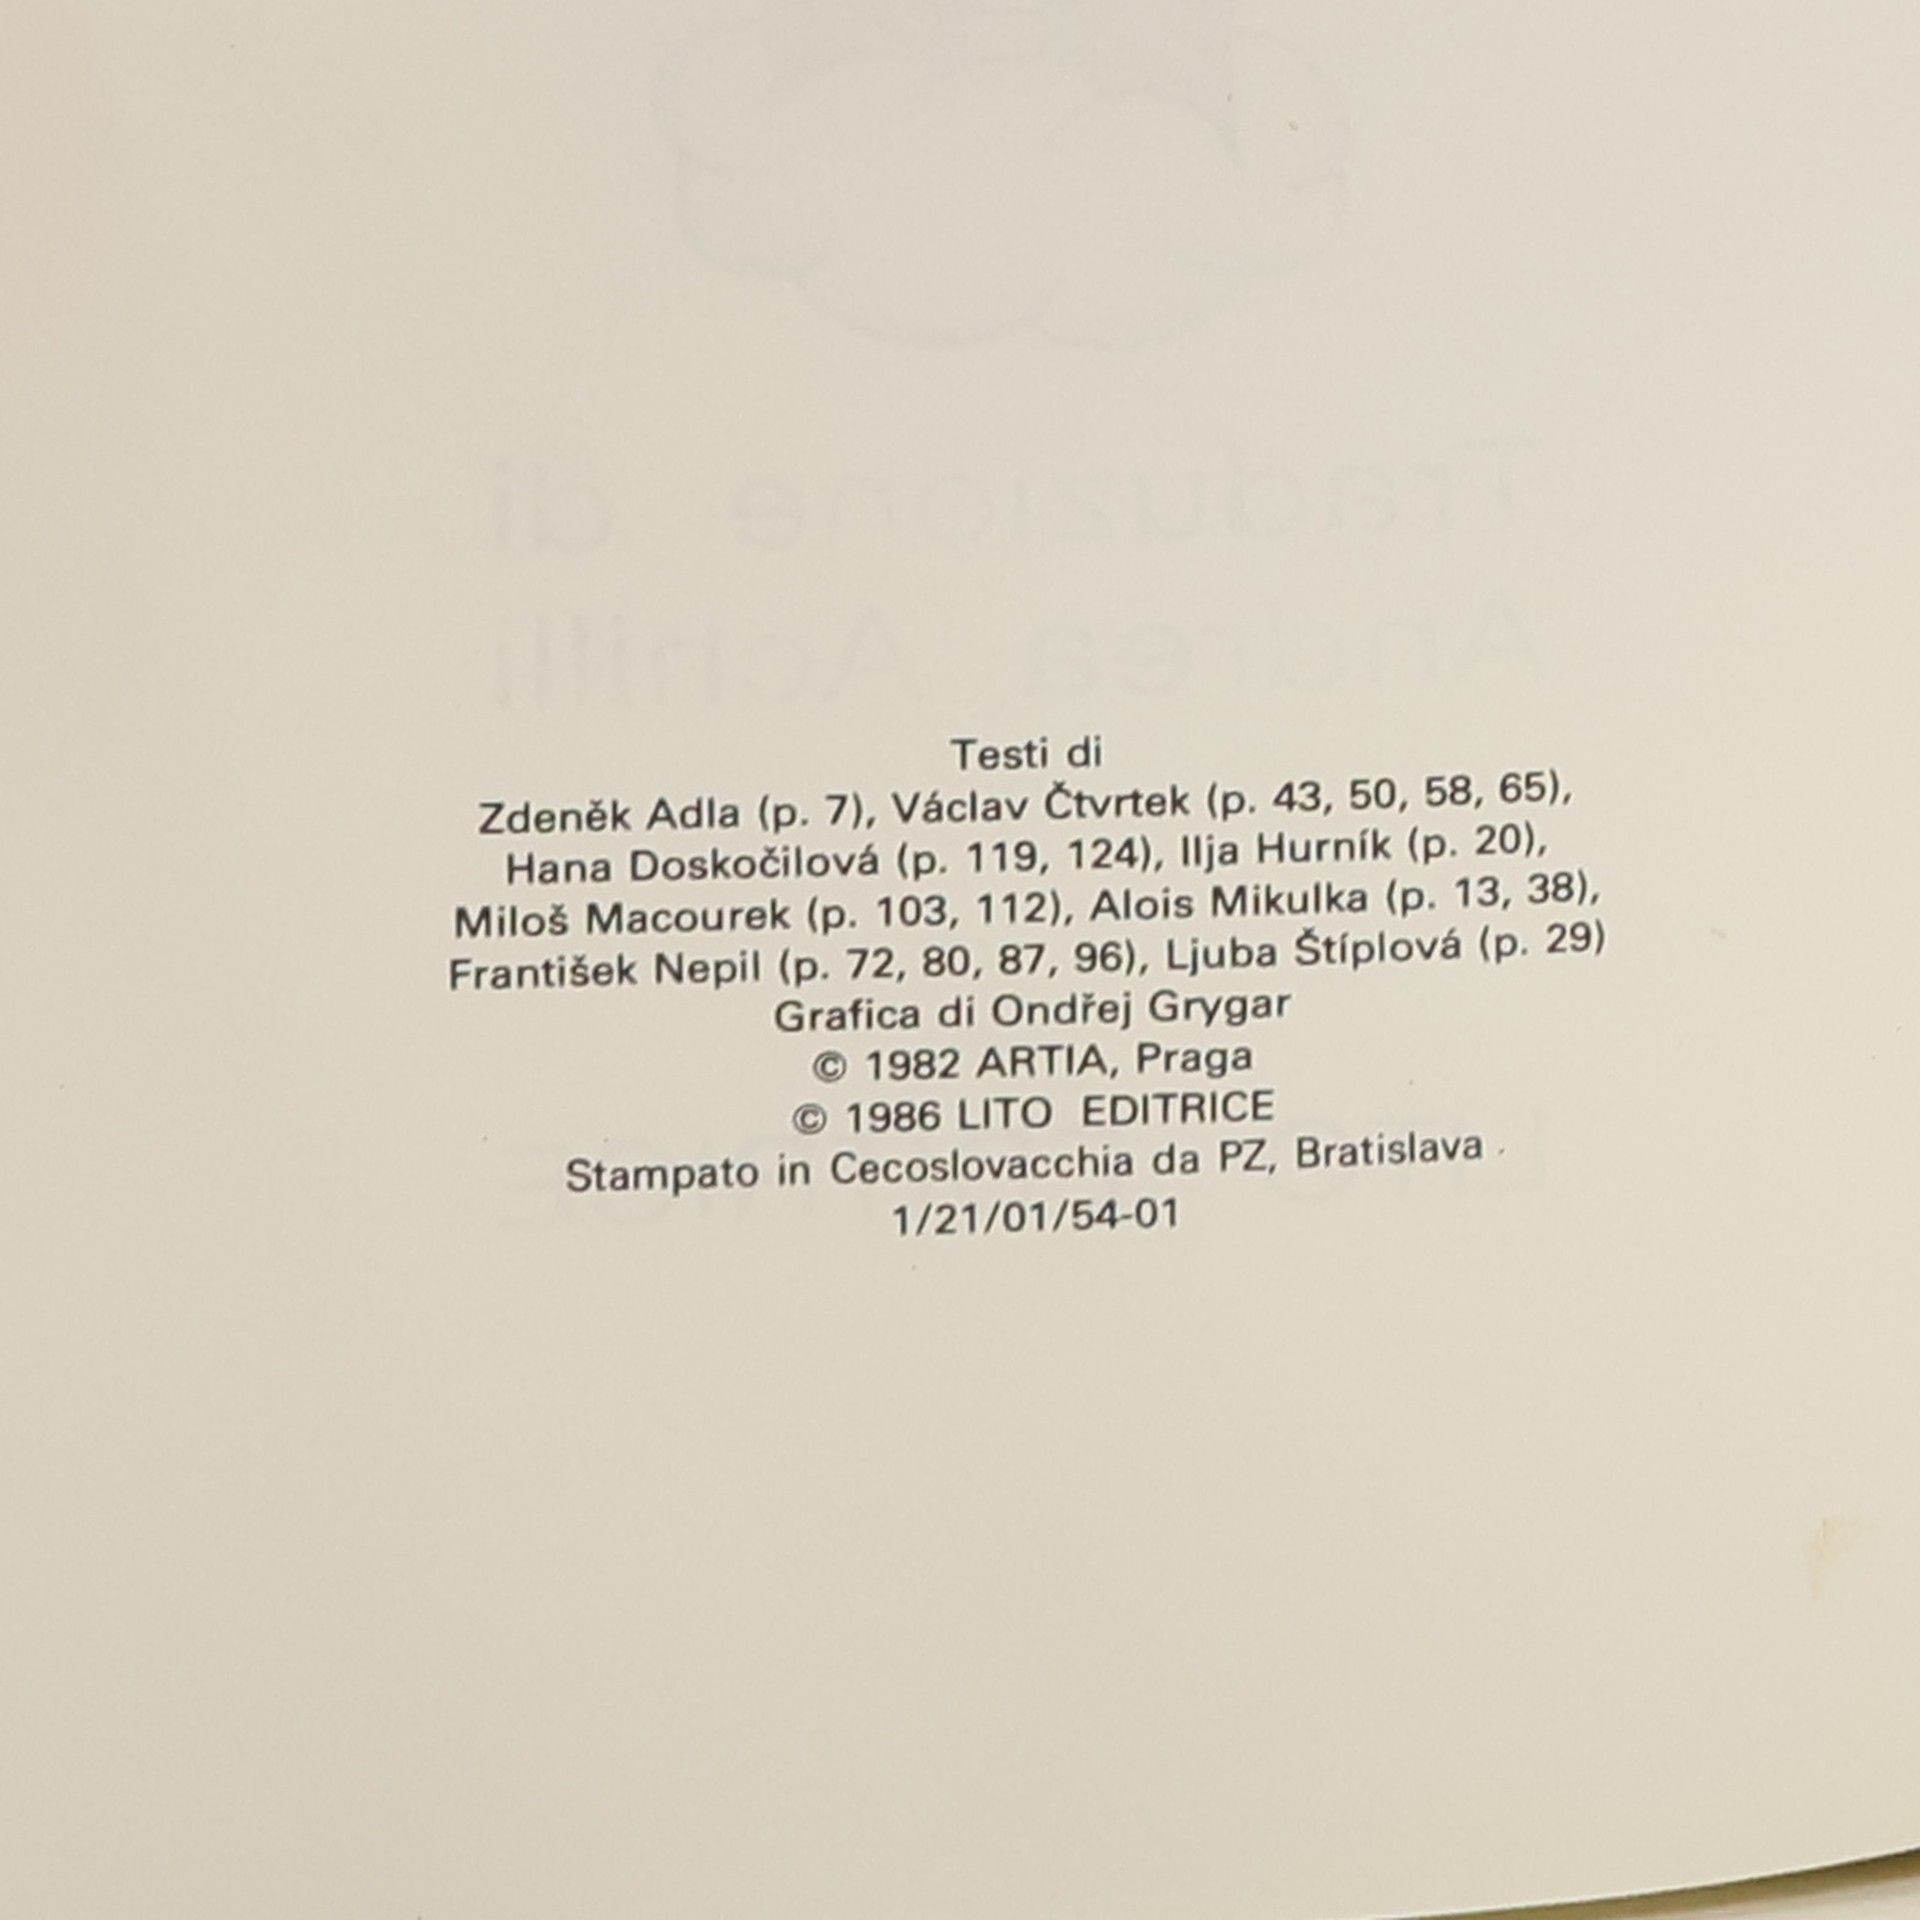 Testi di
Zdeněk Adla (p. 7), Václav Čtvrtek (p. 43, 50, 58, 65),
Hana Doskočilová (p. 119, 124), Ilja Hurník (p. 20),
Miloš Macourek (p. 103, 112), Alois Mikulka (p. 13, 38),
František Nepil (p. 72, 80, 87, 96), Ljuba Štíplová (p. 29)
Grafica di Ondřej Grygar
© 1982 ARTIA, Praga
© 1986 LITO EDITRICE
Stampato in Cecoslovacchia da PZ, Bratislava
1/21/01/54-01